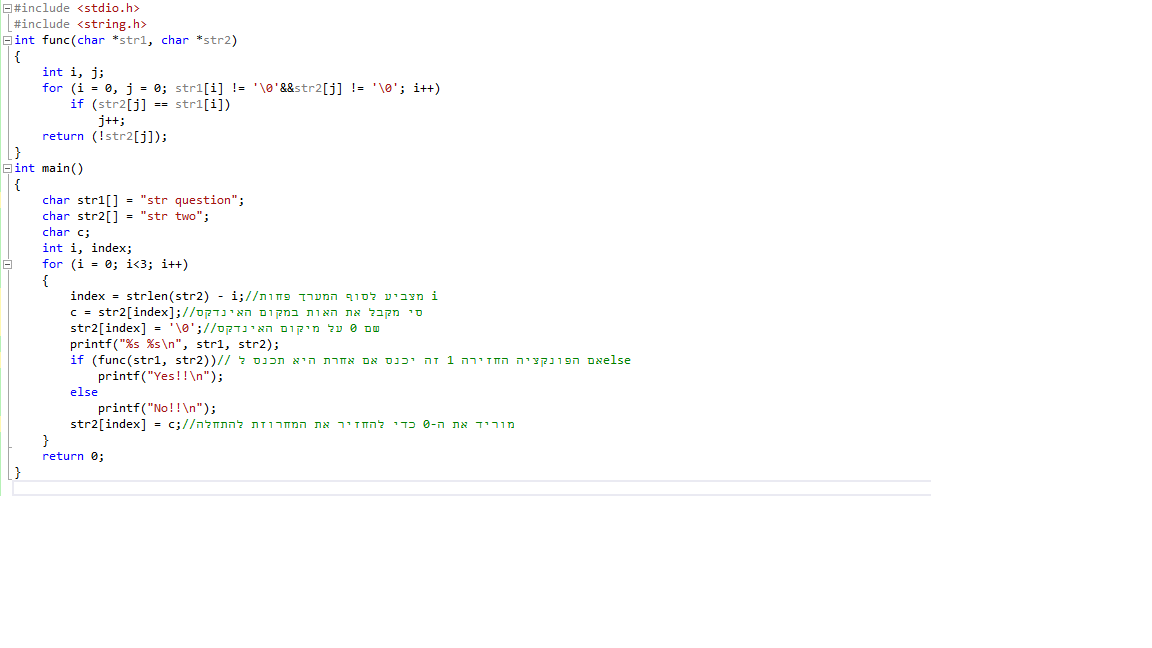 #include <stdio.h>
#include <string.h>
int func(char *str1, char *str2)
{
int i, j;
for (i = 0, j = 0; str1[i] != '\0'&&str2[j] != '\0'; i++)
if (str2[j] == str1[i])
j++;
return (!str2[j]);
}
int main()
{
char str1[] = "str question";
char str2[] = "str two";
char c;
int i, index;
for (i = 0; i<3; i++)
{
index = strlen(str2) - i;//מצביע לסוף המערך פחות i
c = str2[index];//סי מקבל את האות במקום האינדקס
str2[index] = '\0';//שם 0 על מיקום האינדקס
printf("%s %s\n", str1, str2);
if (func(str1, str2))// אם הפונקציה החזירה 1 זה יכנס אם אחרת היא תכנס לelse
printf("Yes!!\n");
else
printf("No!!\n");
str2[index] = c;//מוריד את ה-0 כדי להחזיר את המחרוזת להתחלה
}
return 0;
}